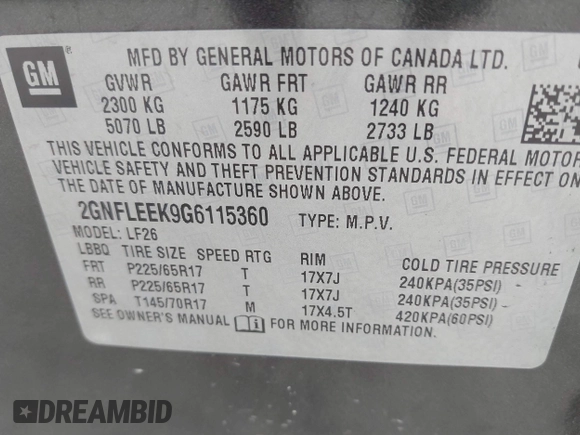 GM
MFD BY GENERAL MOTORS OF CANADA LTD.
GVWR GAWR FRT GAWR RR
2300 KG 1175 KG 1240 KG
5070 LB 2590 LB 2733 LB
THIS VEHICLE CONFORMS TO ALL APPLICABLE U.S. FEDERAL MOTOR
VEHICLE SAFETY AND THEFT PREVENTION STANDARDS IN EFFECT ON
THE DATE OF MANUFACTURE SHOWN ABOVE.
2GNFLEEK9G6115360 TYPE: M.P.V.
MODEL: LF26
LBBQ TIRE SIZE SPEED RTG RIM COLD TIRE PRESSURE
FRT P225/65R17 T 17X7J 240KPA(35PSI) -
RR P225/65R17 T 17X7J 240KPA(35PSI) -
SPA T145/70R17 M 17X4.5T 420KPA(60PSI)
SEE OWNER'S MANUAL FOR MORE INFORMATION.
DREAMBID